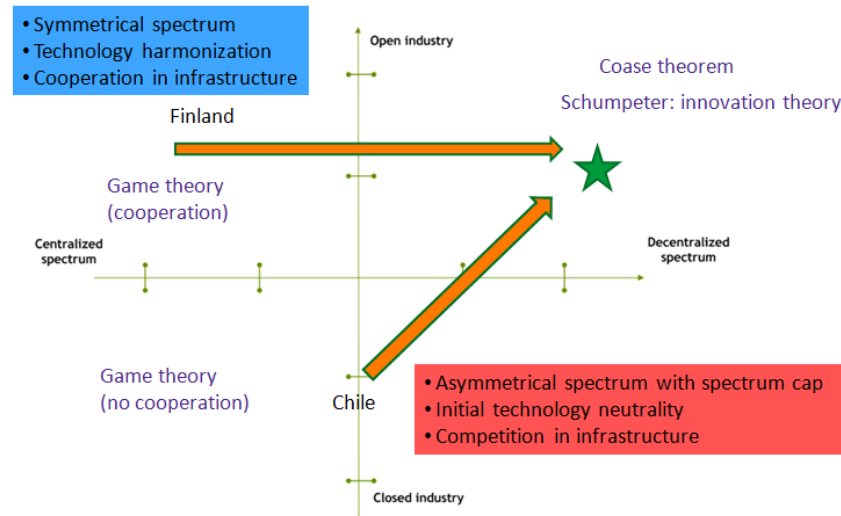 • Symmetrical spectrum
• Technology harmonization
• Cooperation in infrastructure
Open industry
Coase theorem
Schumpeter: innovation theory
Finland
Game theory
(cooperation)
Centralized
spectrum
Decentralized
spectrum
Game theory
(no cooperation)
Chile
• Asymmetrical spectrum with spectrum cap
• Initial technology neutrality
• Competition in infrastructure
Closed industry